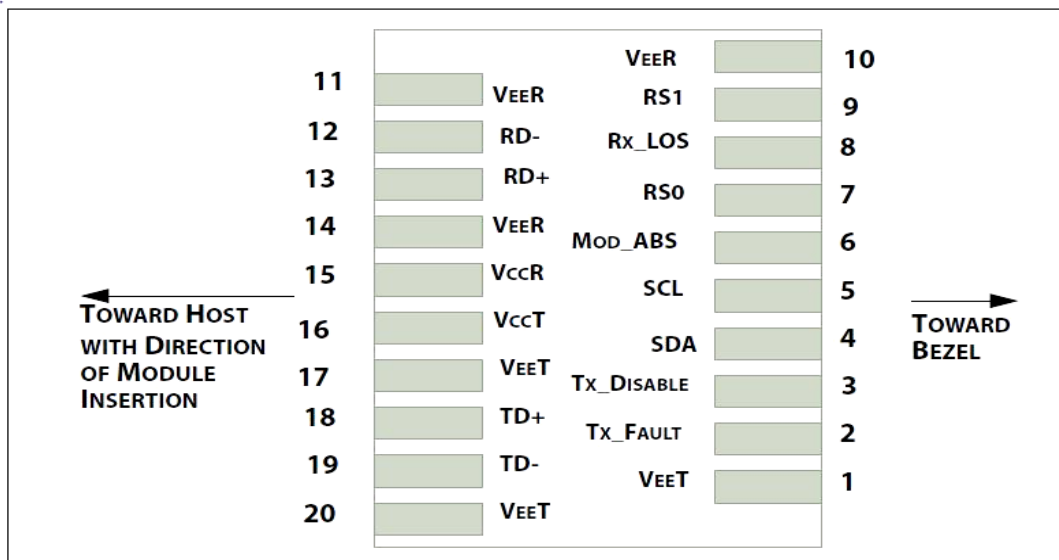 11 VEER
12 RD-
13 RD+
14 VEER
15 VCCR
16 VCCT
17 VEET
18 TD+
19 TD-
20 VEET
VEER 10
RS1 9
RX_LOS 8
RS0 7
MOD_ABS 6
SCL 5
SDA 4
TX_DISABLE 3
TX_FAULT 2
VEET 1
TOWARD HOST
WITH DIRECTION
OF MODULE
INSERTION
TOWARD
BEZEL